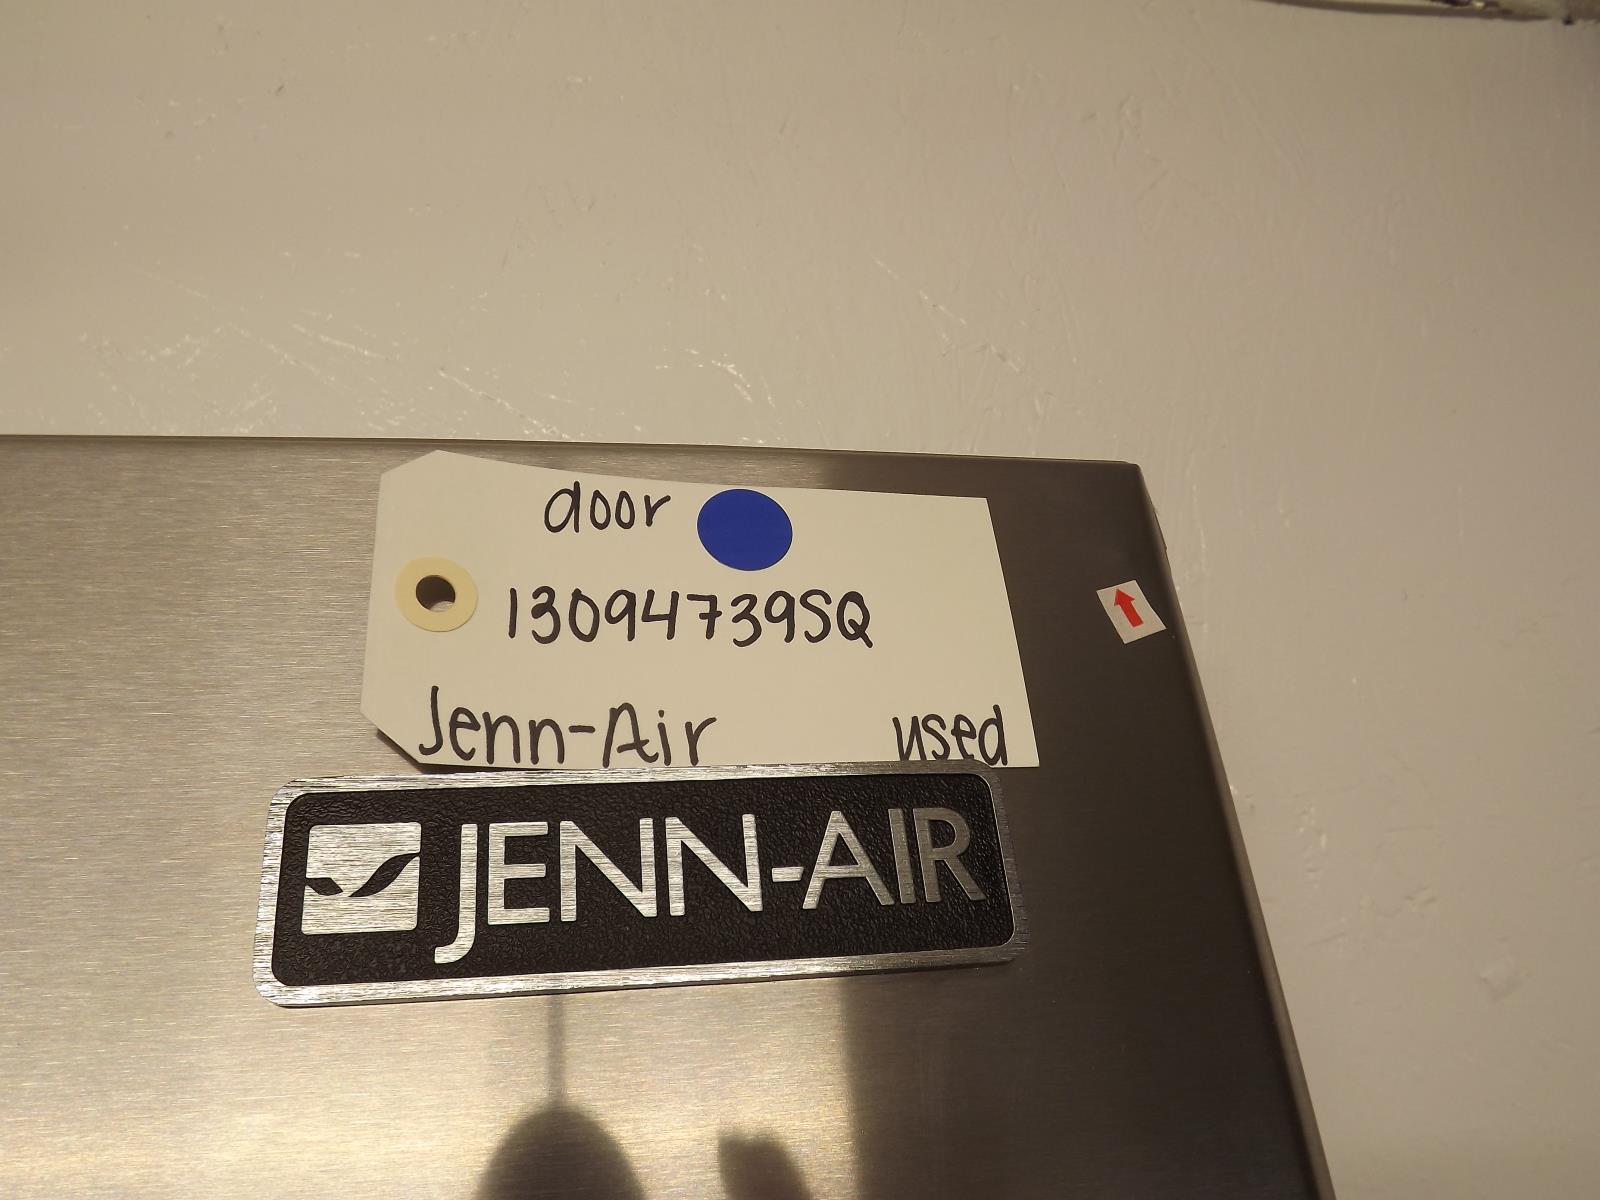 door
13094739SQ
Jenn-Air used
JENN-AIR